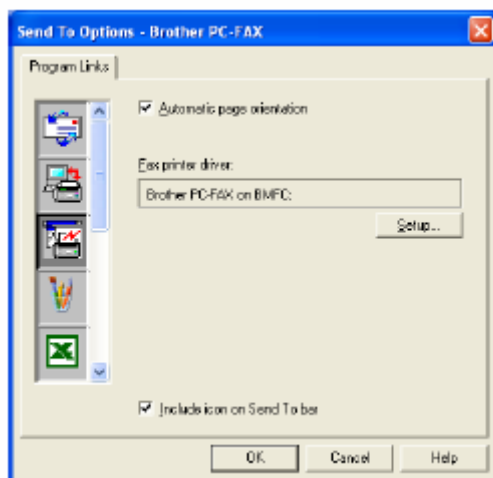 Send To Options - Brother PC-FAX
Program Links
Automatic page orientation
Fax printer driver:
Brother PC-FAX on BMFC:
Setup...
Include icon on Send To bar
OK
Cancel
Help